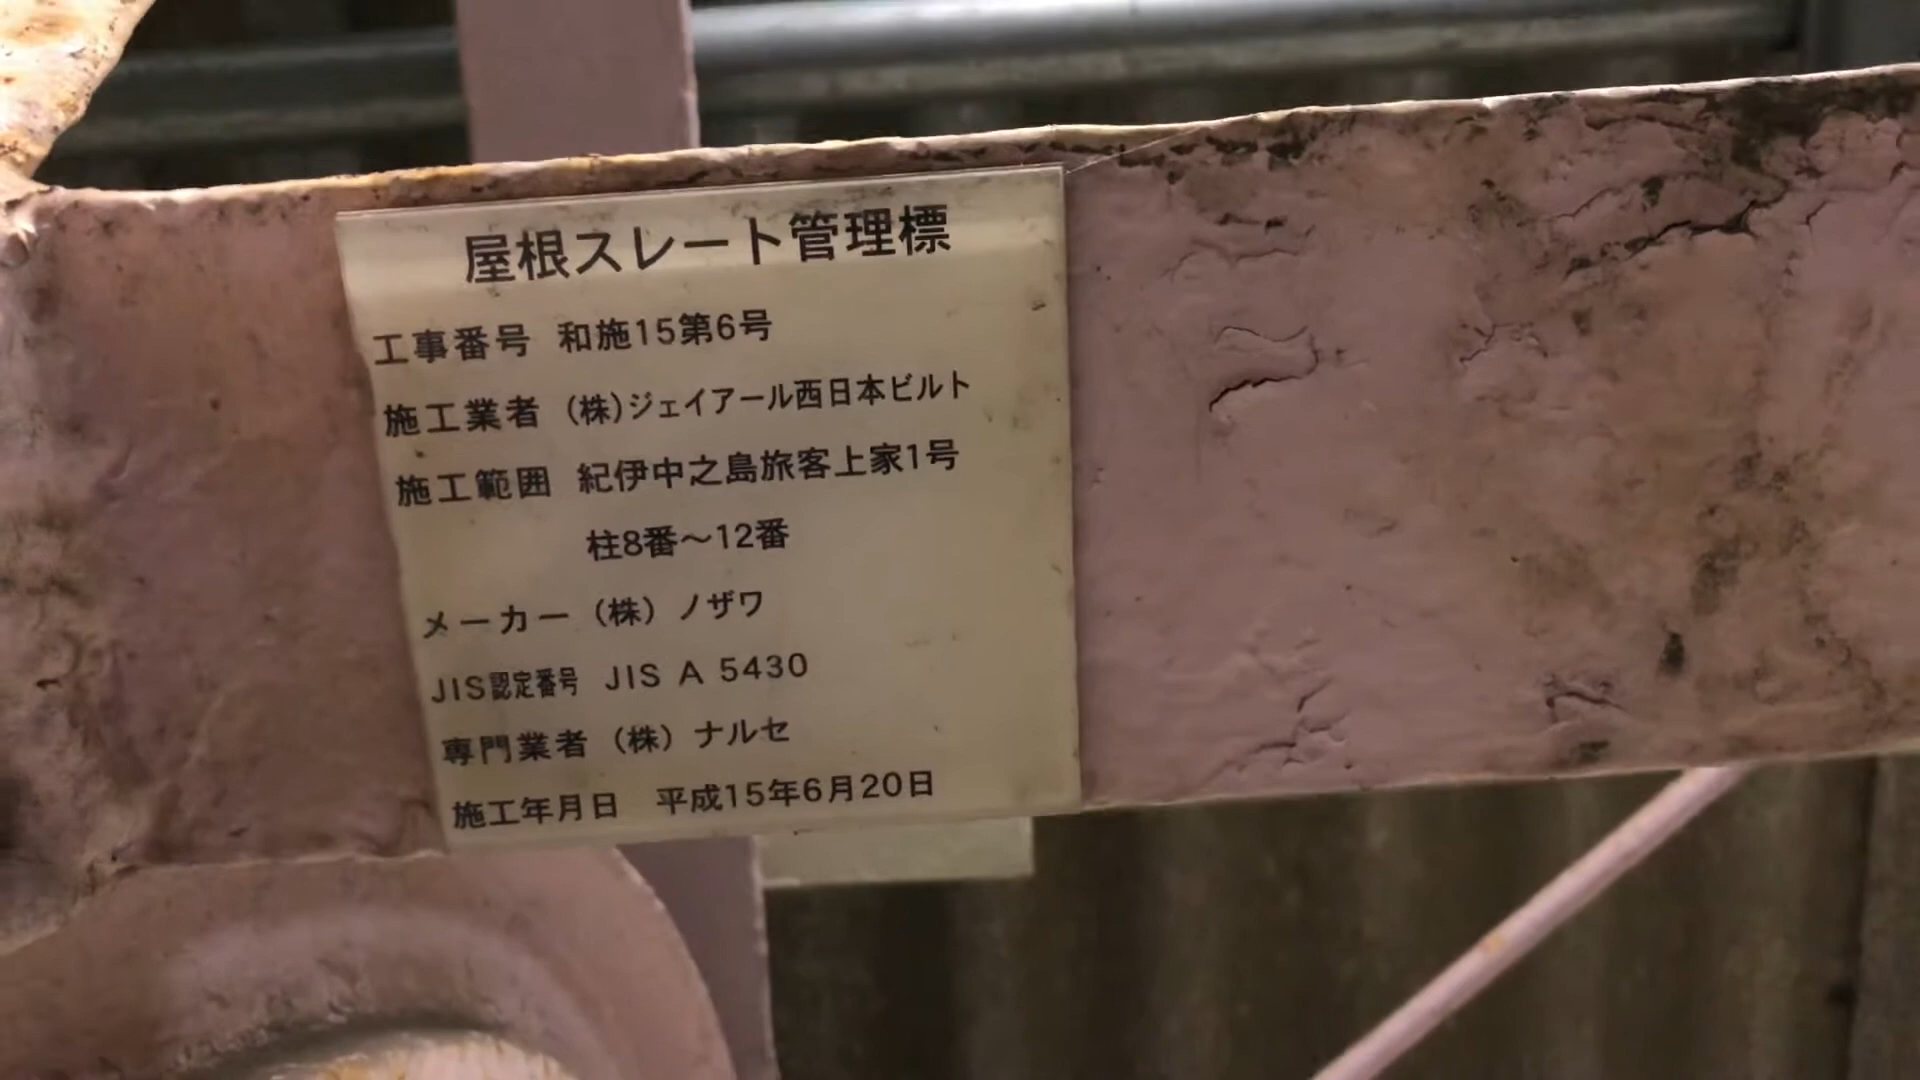 屋根スレート管理標
工事番号 和施15第6号
施工業者 (株)ジェイアール西日本ビルト
施工範囲 紀伊中之島旅客上家1号
柱8番～12番
メーカー (株) ノザワ
JIS認定番号 JIS A 5430
専門業者 (株) ナルセ
施工年月日 平成15年6月20日